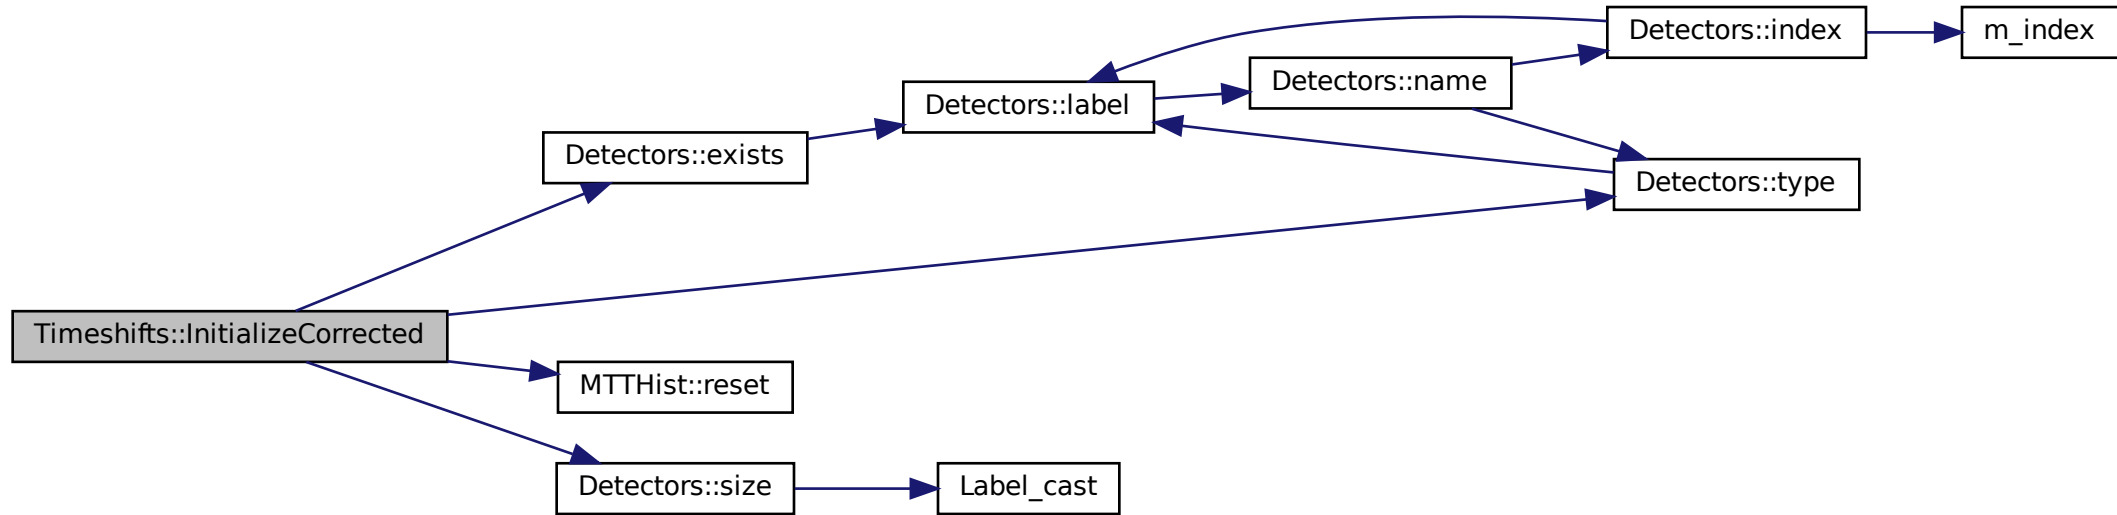 Timeshifts::InitializeCorrected
Detectors::exists
Detectors::label
Detectors::name
Detectors::index
m_index
Detectors::type
MTTHist::reset
Detectors::size
Label_cast